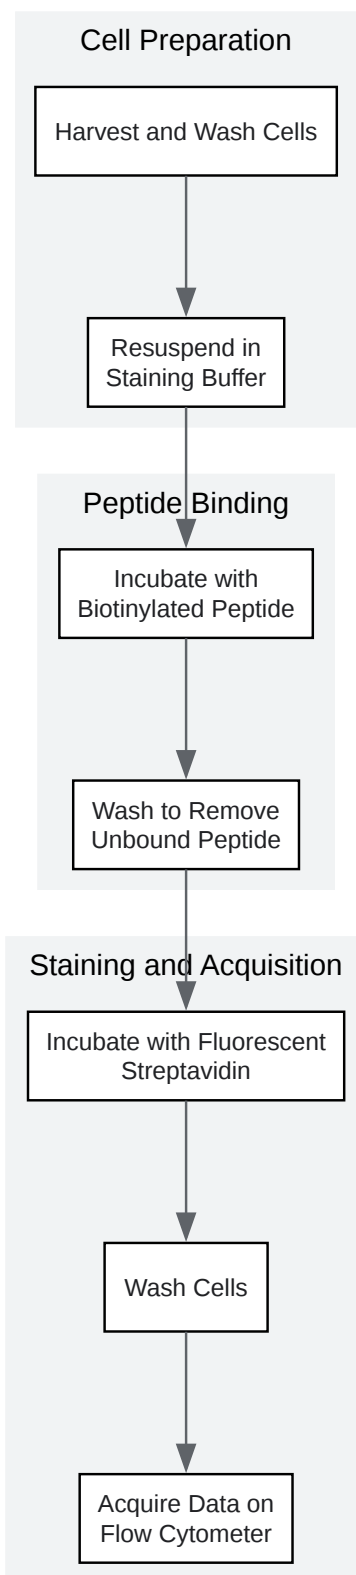 Cell Preparation
Harvest and Wash Cells
Resuspend in
Staining Buffer
Peptide Binding
Incubate with
Biotinylated Peptide
Wash to Remove
Unbound Peptide
Staining and Acquisition
Incubate with Fluorescent
Streptavidin
Wash Cells
Acquire Data on
Flow Cytometer